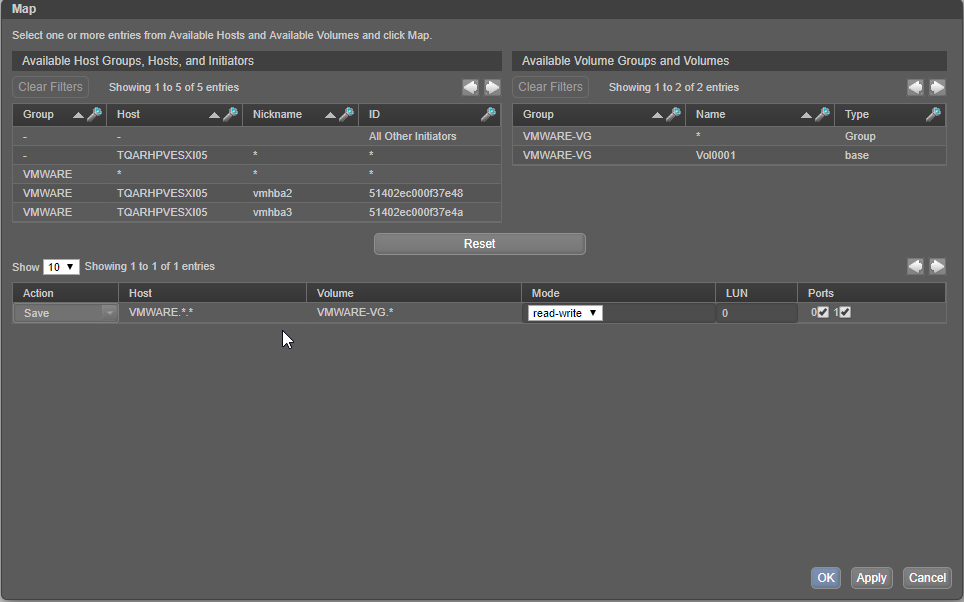 Map
Select one or more entries from Available Hosts and Available Volumes and click Map.
Available Host Groups, Hosts, and Initiators
Clear Filters Showing 1 to 5 of 5 entries
Group Host Nickname ID
- - All Other Initiators
- TQARHPVESXI05 * *
VMWARE * * *
VMWARE TQARHPVESXI05 vmhba2 51402ec000f37e48
VMWARE TQARHPVESXI05 vmhba3 51402ec000f37e4a
Available Volume Groups and Volumes
Clear Filters Showing 1 to 2 of 2 entries
Group Name Type
VMWARE-VG * Group
VMWARE-VG Vol0001 base
Reset
Show 10 Showing 1 to 1 of 1 entries
Action Host Volume Mode LUN Ports
Save VMWARE.*.* VMWARE-VG.* read-write 0 0 1
OK Apply Cancel